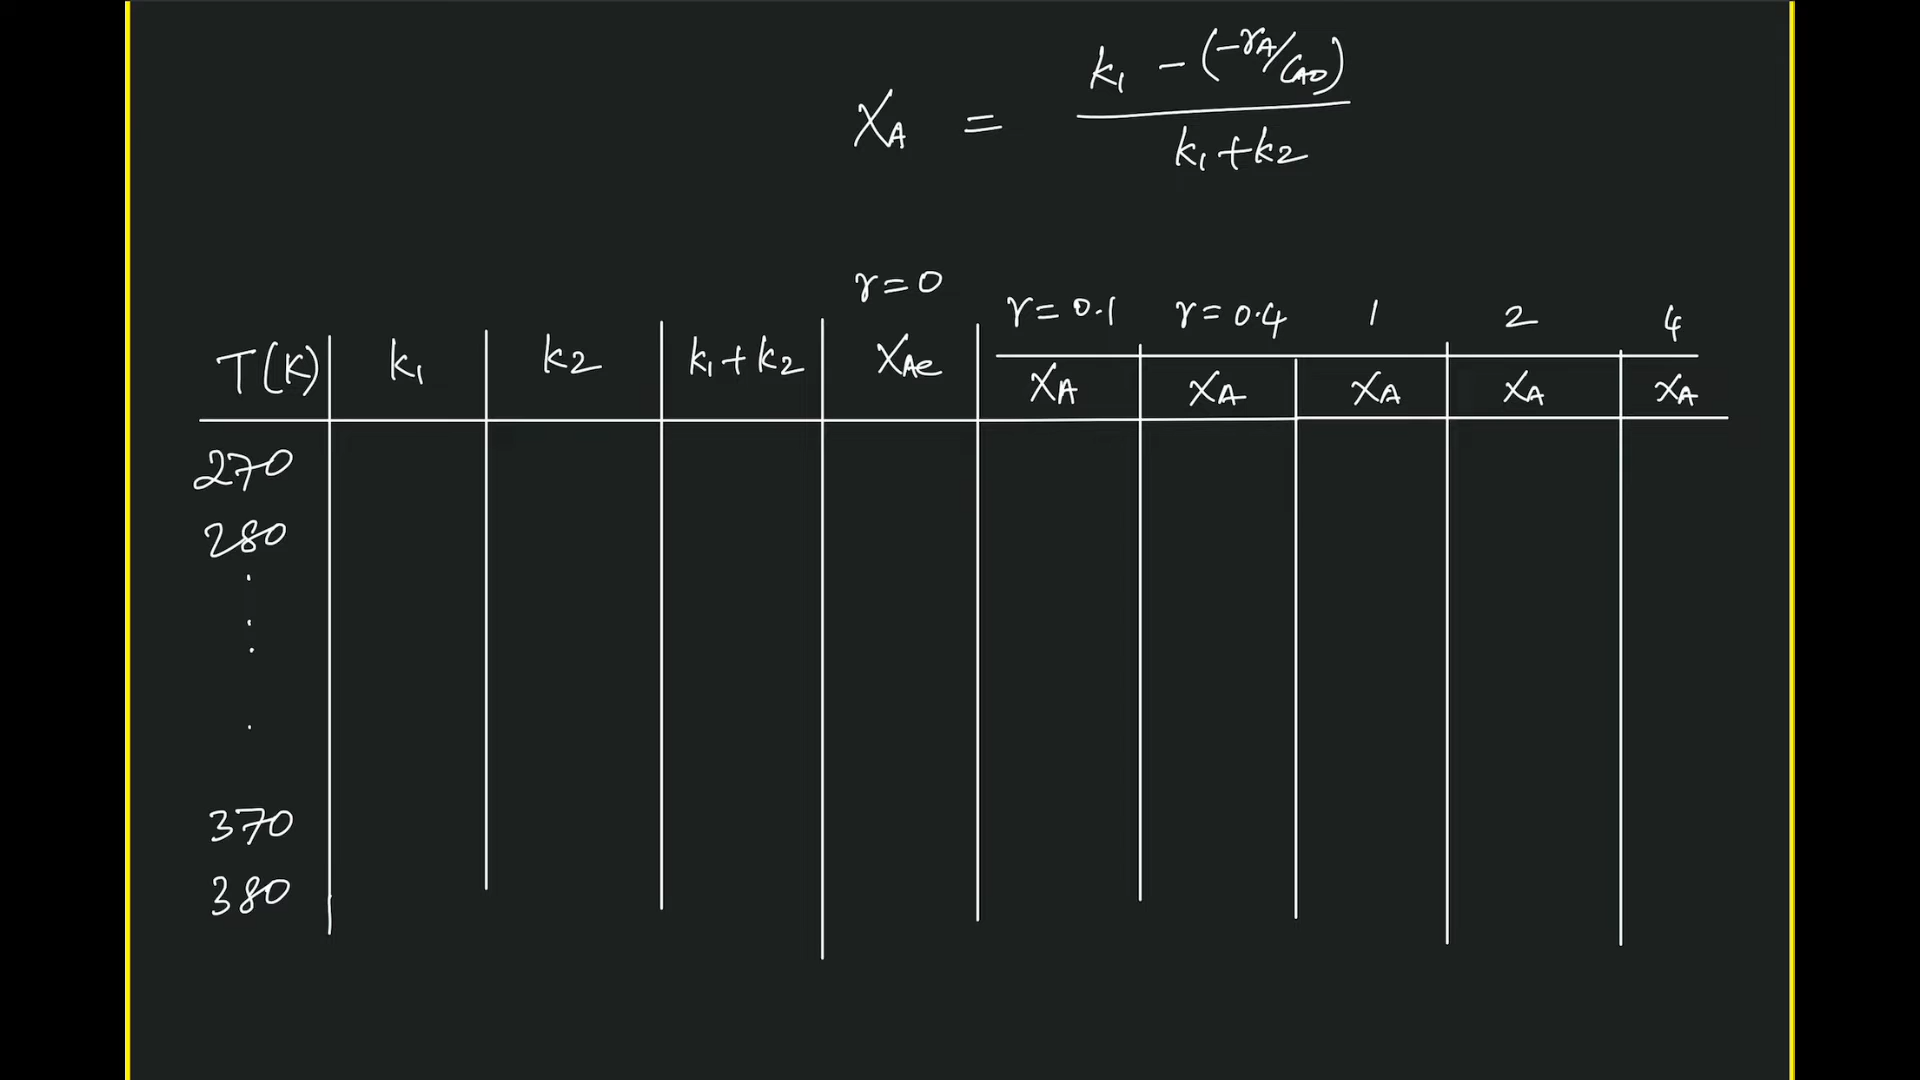 X_A = (k_1 - (-r_A/C_A0)) / (k_1 + k_2)
r = 0
r = 0.1 r = 0.4 1 2 4
T(K) k_1 k_2 k_1 + k_2 X_Ae
X_A X_A X_A X_A X_A
270
280
370
380